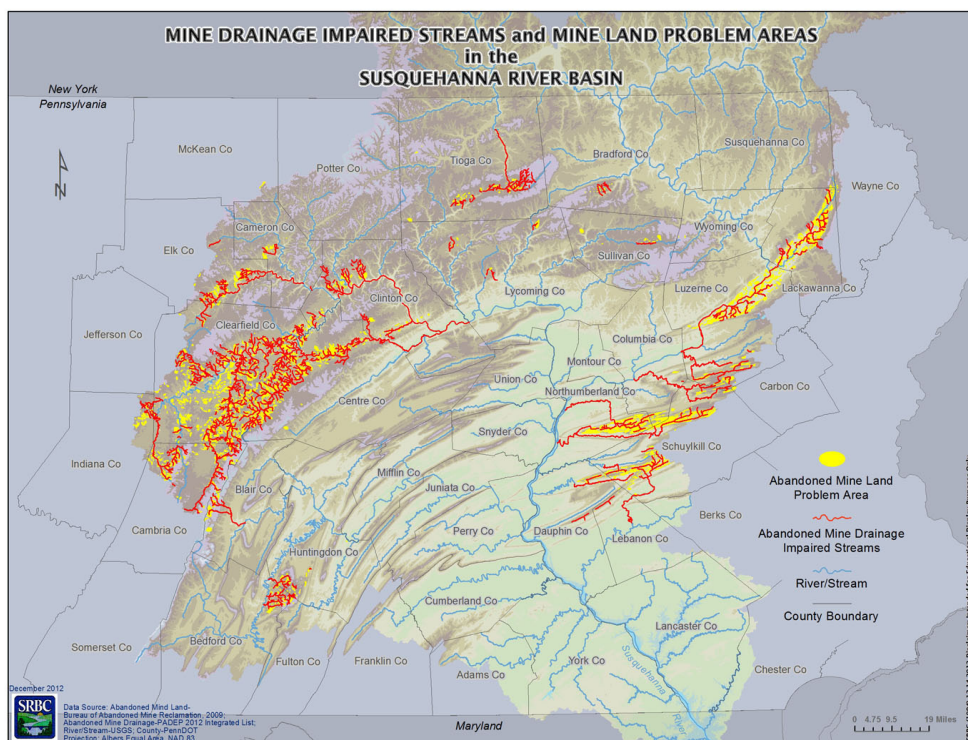 MINE DRAINAGE IMPAIRED STREAMS and MINE LAND PROBLEM AREAS
in the
SUSQUEHANNA RIVER BASIN
New York
Pennsylvania
McKean Co
Potter Co
Tioga Co
Bradford Co
Susquehanna Co
Wayne Co
N
Cameron Co
Elk Co
Wyoming Co
Sullivan Co
Lycoming Co
Luzerne Co
Lackawanna Co
Clinton Co
Jefferson Co
Clearfield Co
Columbia Co
Montour Co
Union Co
Carbon Co
Centre Co
Northumberland Co
Snyder Co
Schuylkill Co
Indiana Co
Mifflin Co
Blair Co
Juniata Co
Abandoned Mine Land
Problem Area
Cambria Co
Perry Co
Dauphin Co
Berks Co
Lebanon Co
Abandoned Mine Drainage
Impaired Streams
Huntingdon Co
River/Stream
Cumberland Co
County Boundary
Lancaster Co
Bedford Co
Somerset Co
Fulton Co
Franklin Co
Adams Co
York Co
Susquehanna
River
Chester Co
December 2012
SRBC
Data Source: Abandoned Mind Land-
Bureau of Abandoned Mine Reclamation, 2009;
Abandoned Mine Drainage-PADEP 2012 Integrated List;
River/Stream-USGS; County-PennDOT
Projection: Albers Equal Area, NAD 83
Maryland
0 4.75 9.5 19 Miles